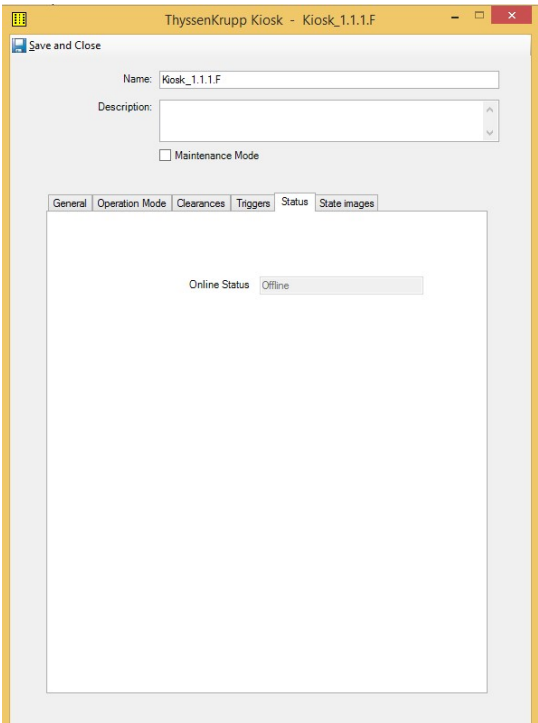 ThyssenKrupp Kiosk - Kiosk_1.1.1.F
Save and Close
Name: Kiosk_1.1.1.F
Description:
Maintenance Mode
General Operation Mode Clearances Triggers Status State images
Online Status Offline